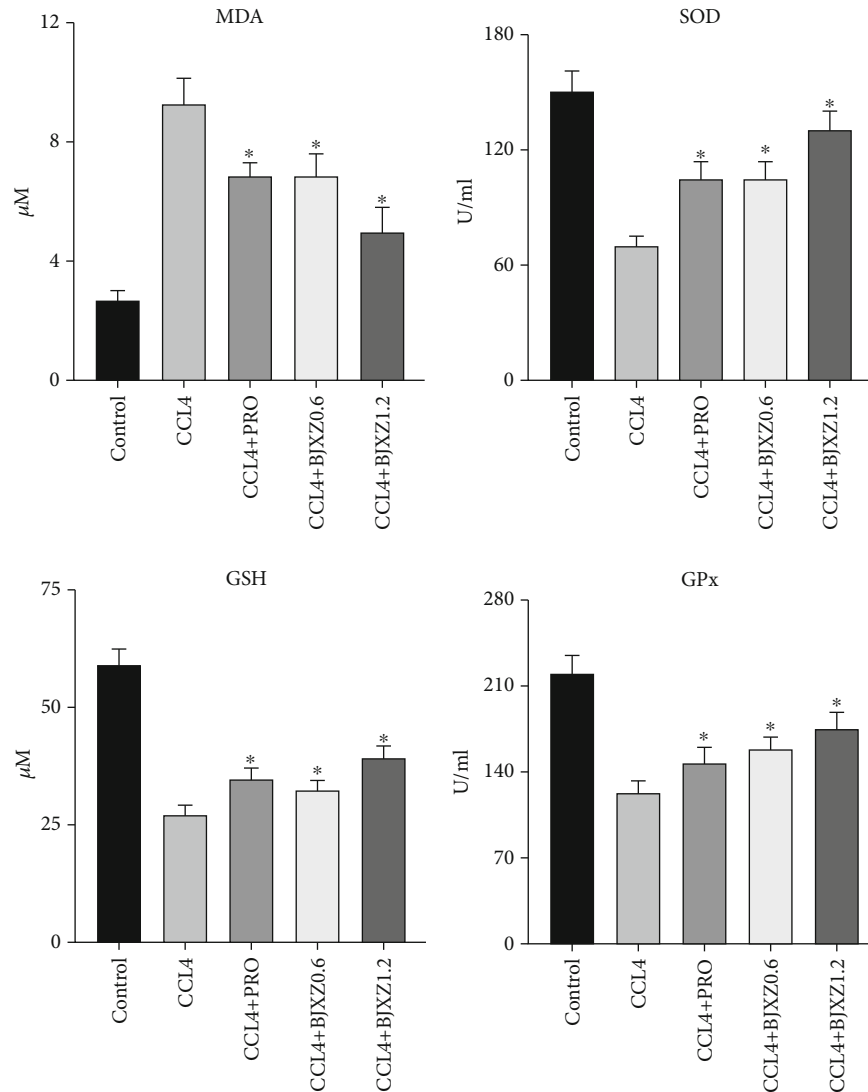 MDA
12
8
4
0
μM
Control
CCL4
CCL4+PRO
CCL4+BJXZ0.6
CCL4+BJXZ1.2
*
*
*
SOD
180
120
60
0
U/ml
Control
CCL4
CCL4+PRO
CCL4+BJXZ0.6
CCL4+BJXZ1.2
*
*
*
GSH
75
50
25
0
μM
Control
CCL4
CCL4+PRO
CCL4+BJXZ0.6
CCL4+BJXZ1.2
*
*
*
GPx
280
210
140
70
0
U/ml
Control
CCL4
CCL4+PRO
CCL4+BJXZ0.6
CCL4+BJXZ1.2
*
*
*